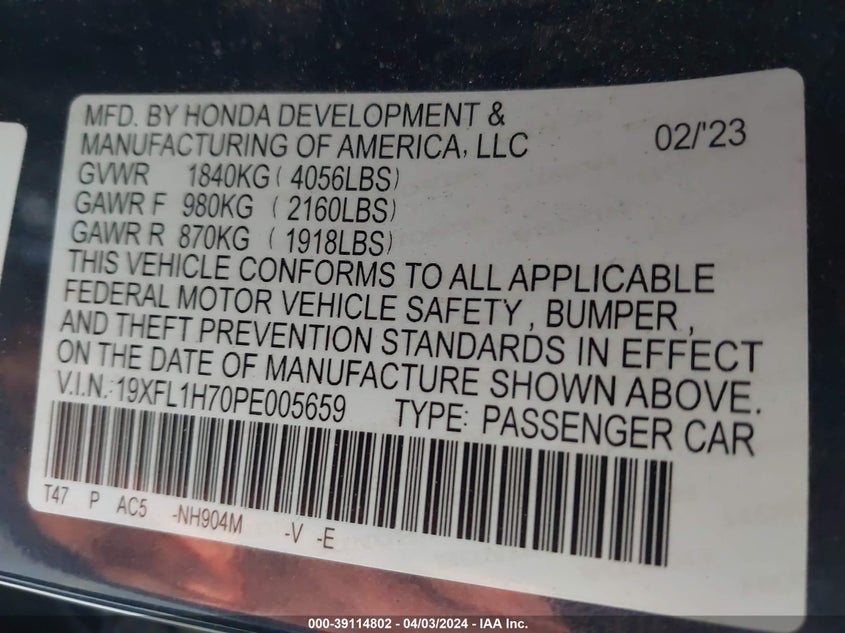 MFD. BY HONDA DEVELOPMENT &
MANUFACTURING OF AMERICA, LLC 02/'23
GVWR 1840KG ( 4056LBS)
GAWR F 980KG ( 2160LBS)
GAWR R 870KG ( 1918LBS)
THIS VEHICLE CONFORMS TO ALL APPLICABLE
FEDERAL MOTOR VEHICLE SAFETY , BUMPER ,
AND THEFT PREVENTION STANDARDS IN EFFECT
ON THE DATE OF MANUFACTURE SHOWN ABOVE.
V.I.N.:19XFL1H70PE005659 TYPE: PASSENGER CAR
T47 P AC5 -NH904M -V -E
000-39114802 - 04/03/2024 - IAA Inc.